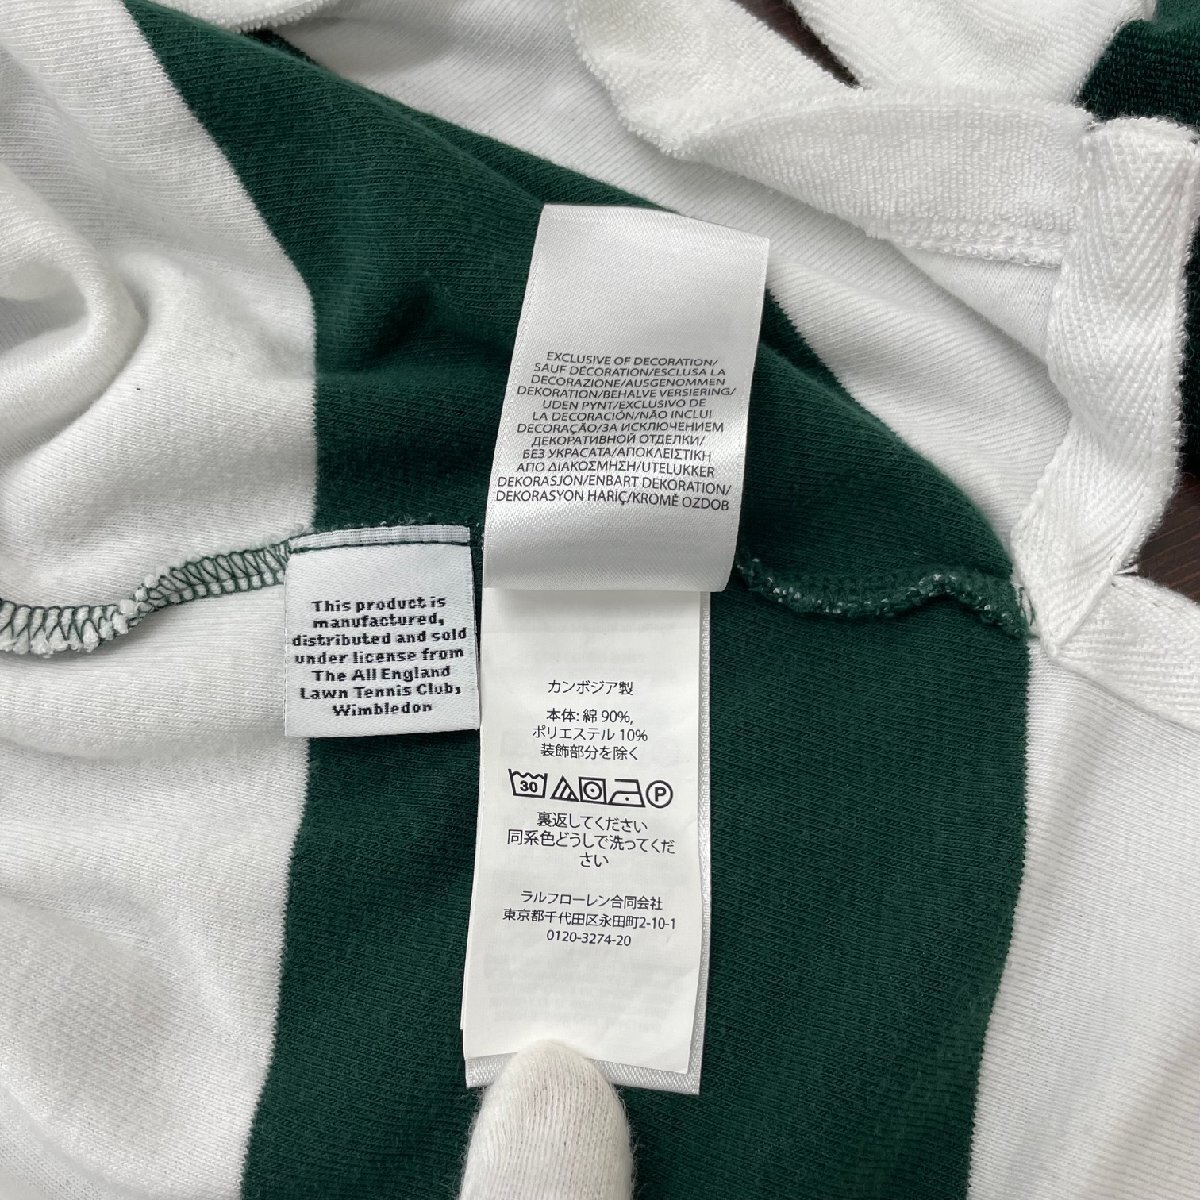 EXCLUSIVE OF DECORATION/
SAUF DÉCORATION/ESCLUSA LA
DECORAZIONE/AUSGENOMMEN
DEKORATION/BEHALVE VERSIERING/
UDEN PYNT/EXCLUSIVO DE
LA DECORACIÓN/NÃO INCLUI
DECORAÇÃO/ЗА ИСКЛЮЧЕНИЕМ
ДЕКОРАТИВНОЙ ОТДЕЛКИ/
БЕЗ УКРАСАТА/ΑΠΟΚΛΕΙΣΤΙΚΗ
ΑΠΟ ΔΙΑΚΟΣΜΗΣΗ/UTELUKKER
DEKORASJON/ENBART DEKORATION/
DEKORASYON HARİÇ/KROMĚ OZDOB
This product is
manufactured,
distributed and sold
under license from
The All England
Lawn Tennis Club,
Wimbledon
カンボジア製
本体: 綿 90%,
ポリエステル 10%
装飾部分を除く
30 P
裏返してください
同系色どうしで洗ってくだ
さい
ラルフローレン合同会社
東京都千代田区永田町2-10-1
0120-3274-20